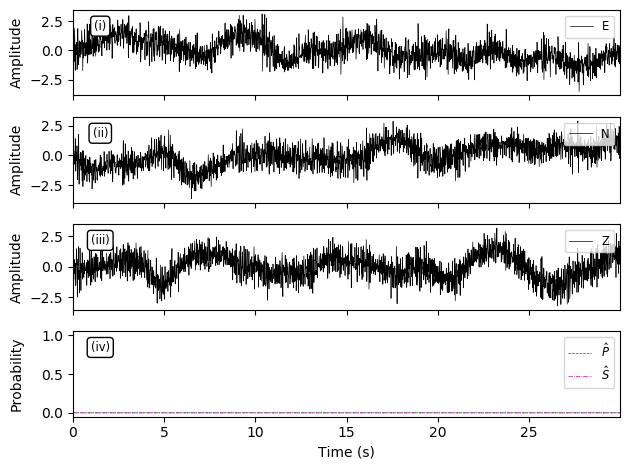 (i)
E
Amplitude
2.5
0.0
−2.5
(ii)
N
Amplitude
2.5
0.0
−2.5
(iii)
Z
Amplitude
2.5
0.0
−2.5
(iv)
P̂
Ŝ
Probability
1.0
0.5
0.0
0 5 10 15 20 25
Time (s)